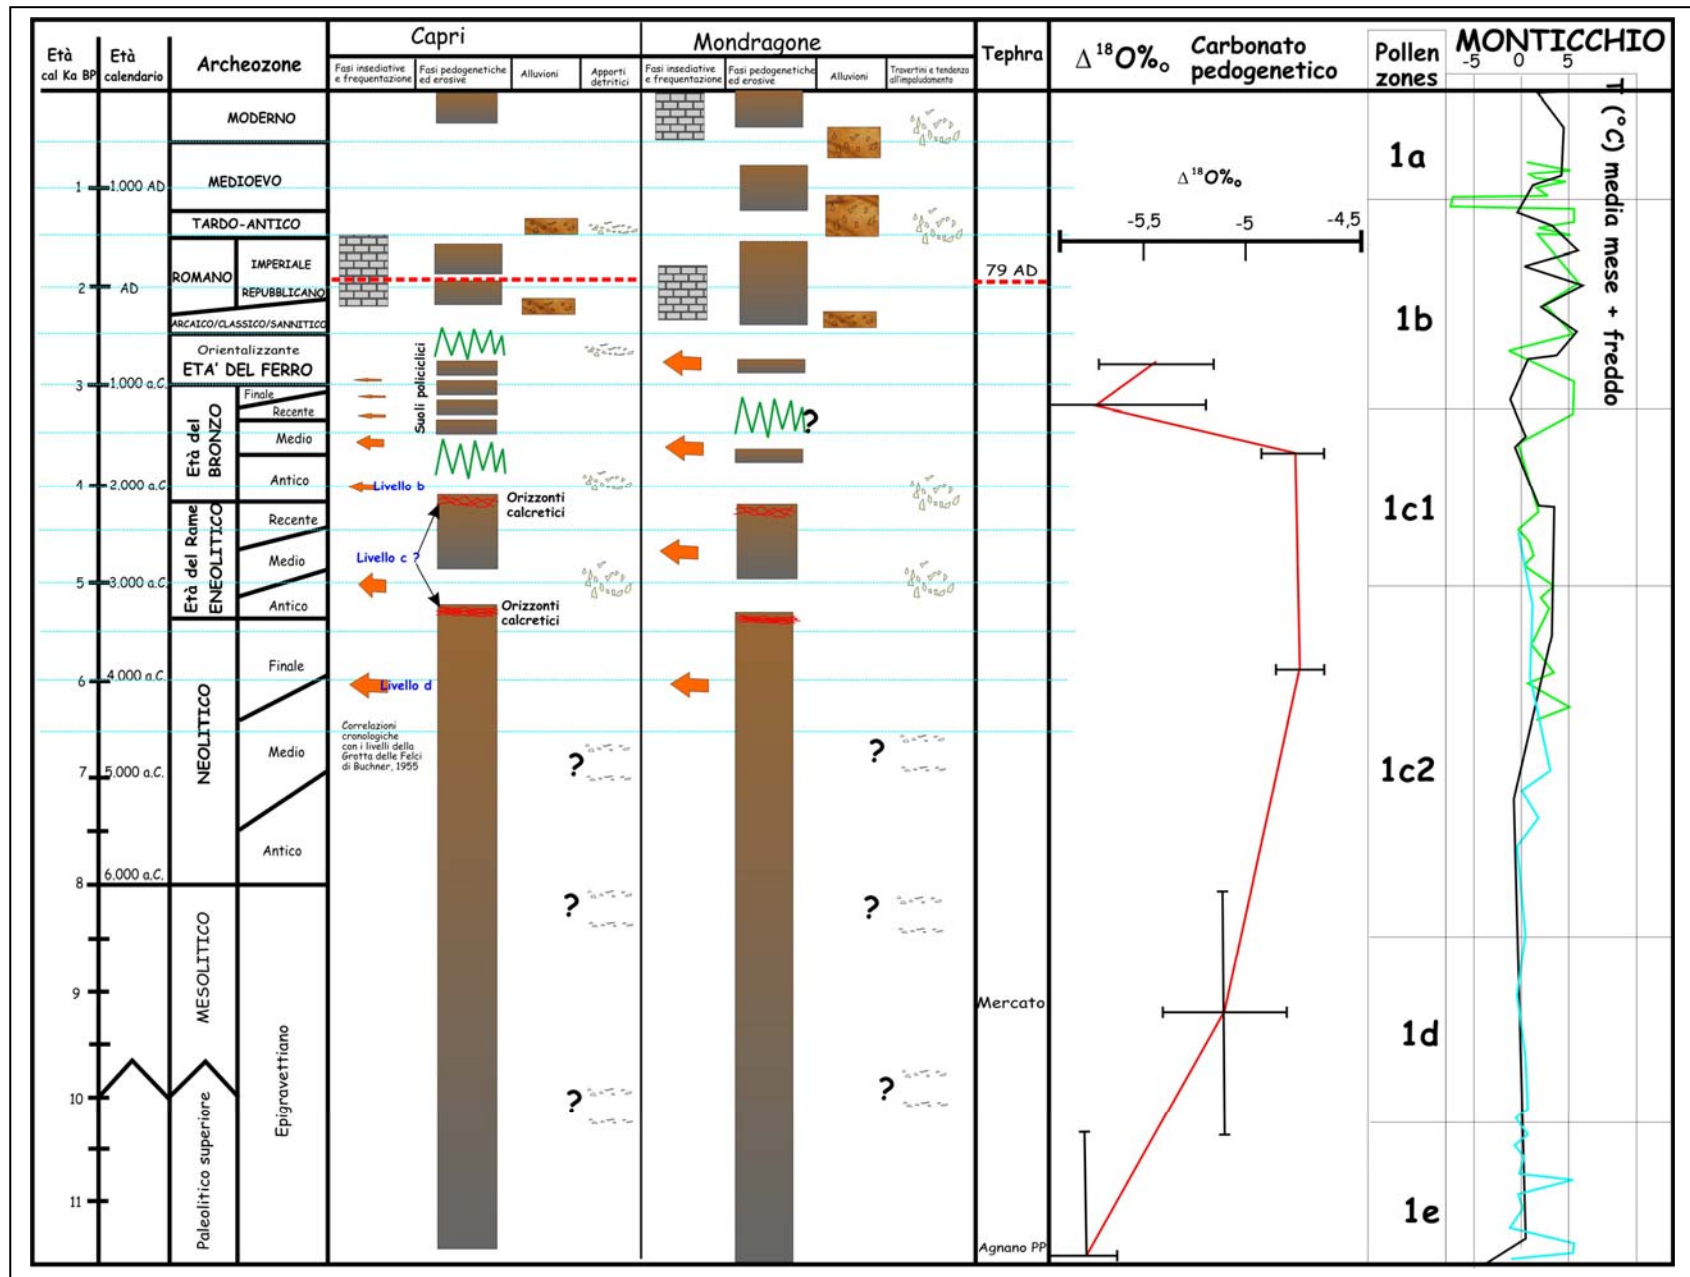 Età
cal Ka BP
Età
calendario
Archeozone
Capri
Fasi insediative
e frequentazione
Fasi pedogenetiche
ed erosive
Alluvioni
Apporti
detritici
Mondragone
Fasi insediative
e frequentazione
Fasi pedogenetiche
ed erosive
Alluvioni
Travertini e tendenza
all'impaludamento
Tephra
Δ18O‰
Carbonato
pedogenetico
Pollen
zones
MONTICCHIO
-5 0 5
T (°C) media mese + freddo
MODERNO
MEDIOEVO
1 1.000 AD
TARDO-ANTICO
ROMANO
IMPERIALE
REPUBBLICANO
2 AD
ARCAICO/CLASSICO/SANNITICO
Orientalizzante
ETA' DEL FERRO
3 1.000 a.C.
Età del
BRONZO
Finale
Recente
Medio
Antico
4 2.000 a.C.
Età del Rame
ENEOLITICO
Recente
Medio
Antico
5 3.000 a.C.
NEOLITICO
Finale
6 4.000 a.C.
Medio
7 5.000 a.C.
Antico
6.000 a.C.
8
MESOLITICO
9
Epigravettiano
10
Paleolitico superiore
11
Suoli policiclici
Livello b
Orizzonti
calcretici
Livello c ?
Orizzonti
calcretici
Livello d
Correlazioni
cronologiche
con i livelli della
Grotta delle Felci
di Buchner, 1955
?
?
?
?
?
?
?
79 AD
Mercato
Agnano PP
Δ18O‰
-5,5 -5 -4,5
1a
1b
1c1
1c2
1d
1e